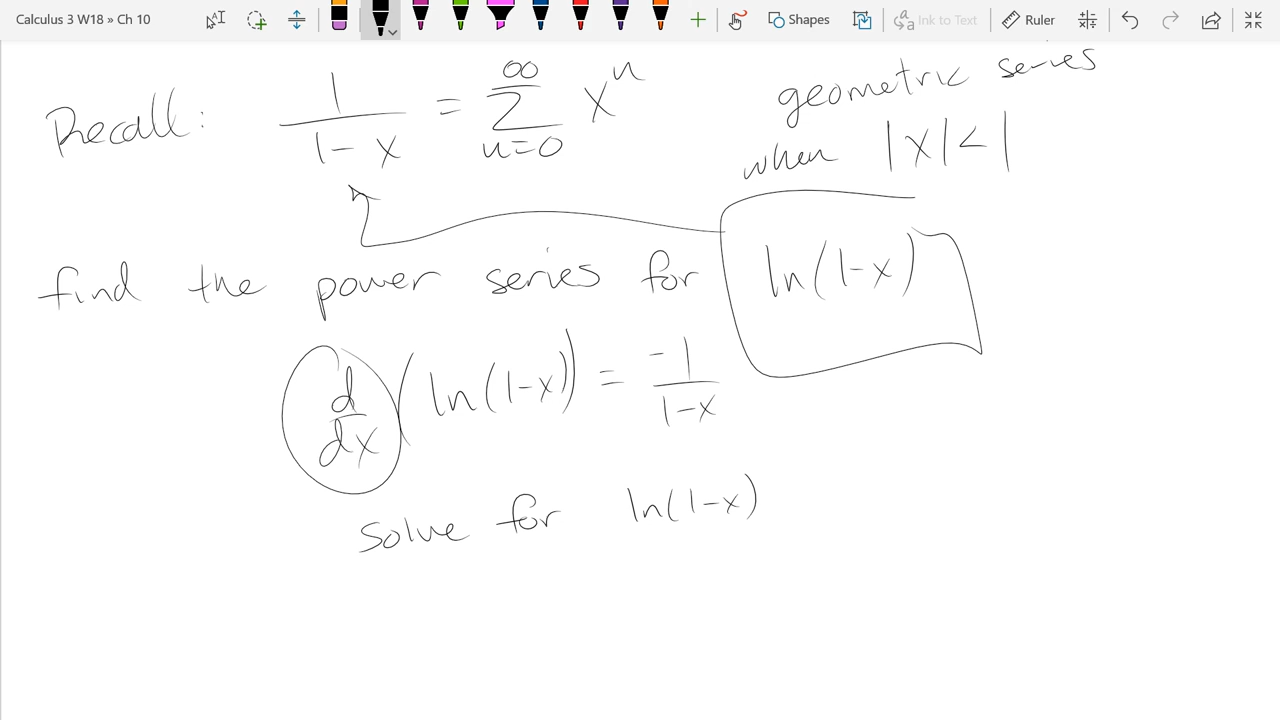 Calculus 3 W18 » Ch 10
Shapes
Ink to Text
Ruler
Recall: 1/(1-x) = ∑_{n=0}^{∞} x^n geometric series
when |x| < 1
find the power series for ln(1-x)
d/dx (ln(1-x)) = -1/(1-x)
solve for ln(1-x)